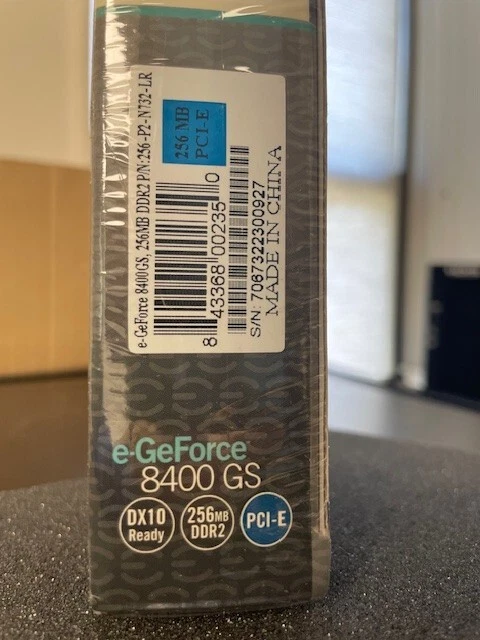 e-GeForce 8400GS, 256MB DDR2 P/N:256-P2-N732-LR
256 MB
PCI-E
8 43368 00235 0
S/N: 7067322300927
MADE IN CHINA
e-GeForce
8400 GS
DX10
Ready
256MB
DDR2
PCI-E